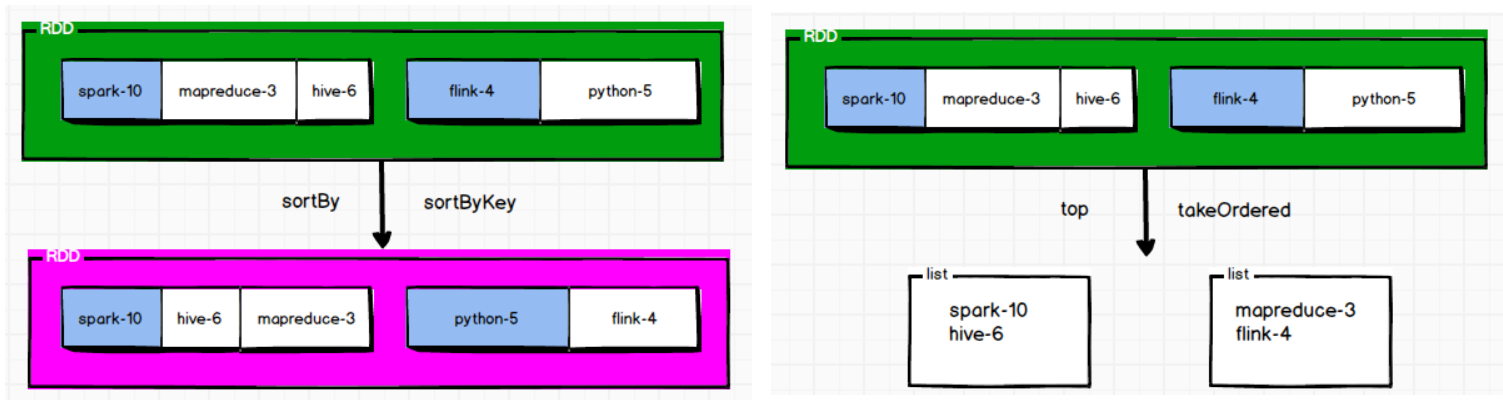 RDD
spark-10 mapreduce-3 hive-6 flink-4 python-5
sortBy sortByKey
RDD
spark-10 hive-6 mapreduce-3 python-5 flink-4
RDD
spark-10 mapreduce-3 hive-6 flink-4 python-5
top takeOrdered
list
spark-10
hive-6
list
mapreduce-3
flink-4